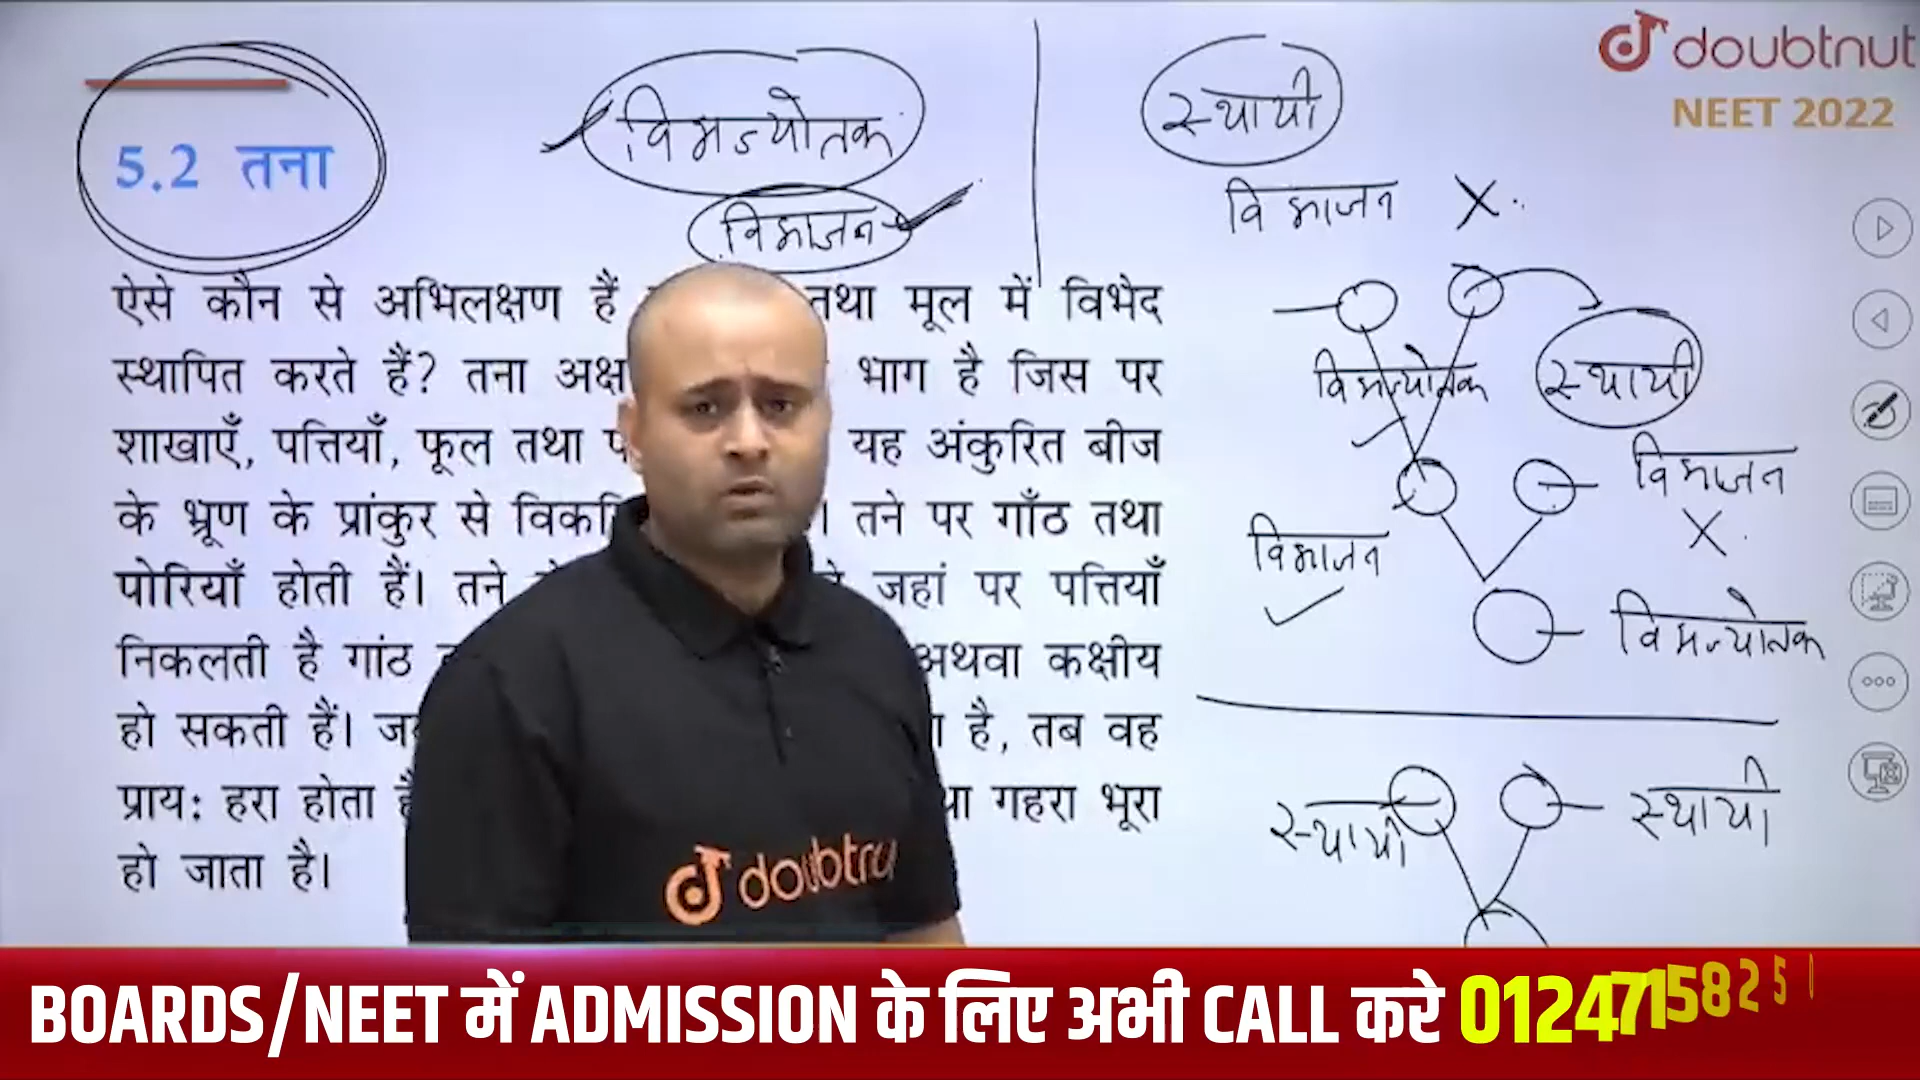 doubtnut
NEET 2022
5.2 तना
विभज्योतक
विभाजन
स्थायी
विभाजन X
ऐसे कौन से अभिलक्षण हैं तथा मूल में विभेद
स्थापित करते हैं? तना अक्ष भाग है जिस पर
शाखाएँ, पत्तियाँ, फूल तथा यह अंकुरित बीज
के भ्रूण के प्रांकुर से । तने पर गाँठ तथा
पोरियाँ होती हैं। तने जहां पर पत्तियाँ
निकलती है गांठ अथवा कक्षीय
हो सकती हैं। है, तब वह
प्राय: हरा होता गहरा भूरा
हो जाता है।
विभज्योतक
स्थायी
विभाजन
X
विभाजन
विभज्योतक
स्थायी
स्थायी
doubtnu
BOARDS/NEET में ADMISSION के लिए अभी CALL करे 01247158250